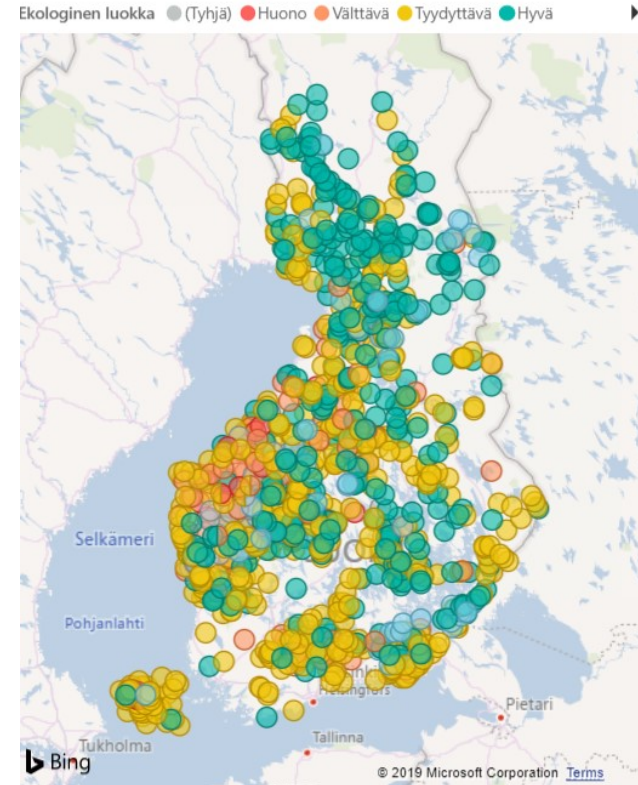 Ekologinen luokka (Tyhjä) Huono Välttävä Tyydyttävä Hyvä
Selkämeri
Pohjanlahti
Helsingfors
Pietari
Tallinna
Tukholma
Bing
© 2019 Microsoft Corporation Terms